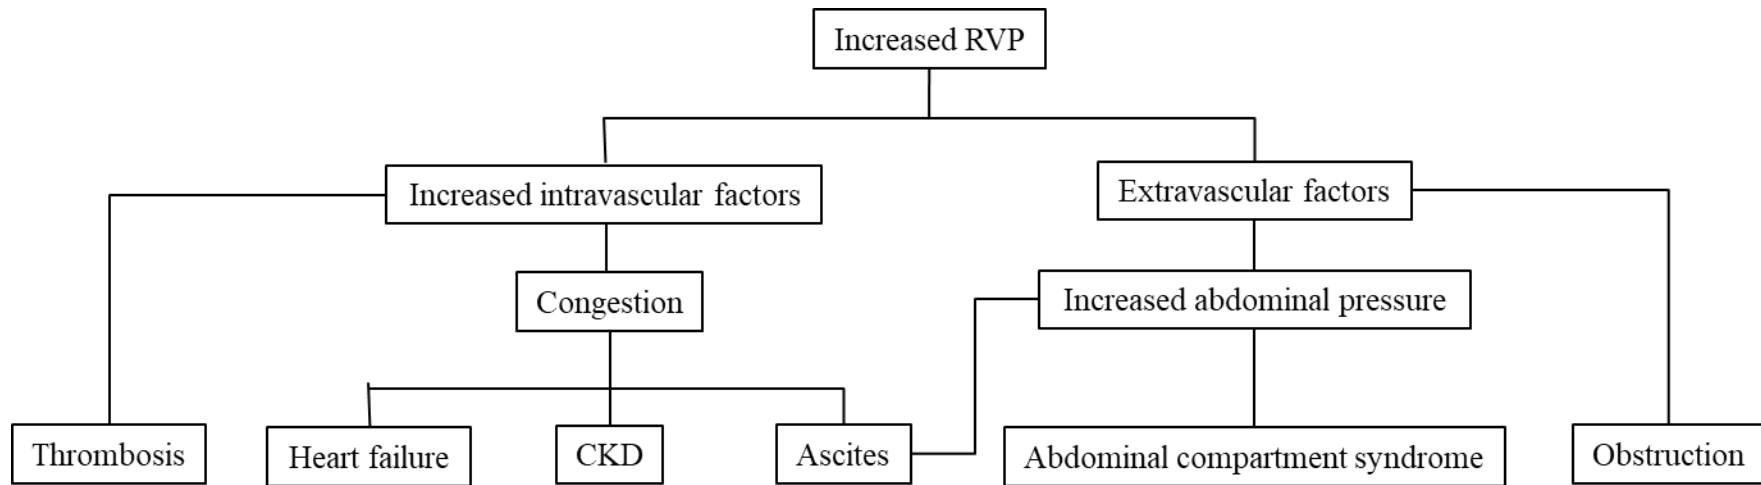 Increased RVP
Increased intravascular factors
Extravascular factors
Congestion
Increased abdominal pressure
Thrombosis
Heart failure
CKD
Ascites
Abdominal compartment syndrome
Obstruction